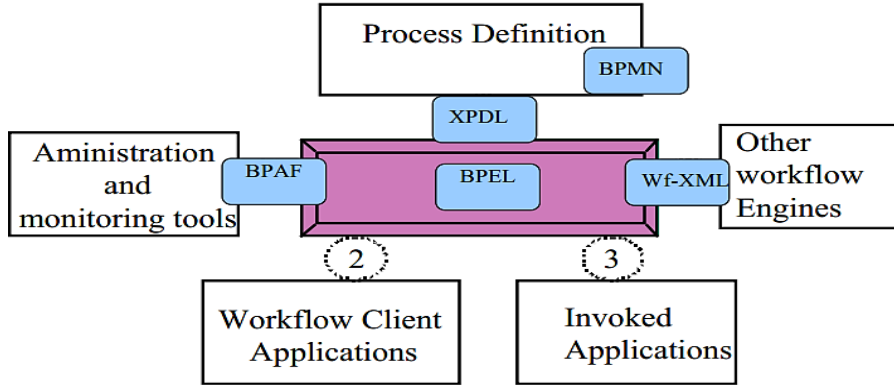 Process Definition
BPMN
XPDL
Aministration
and
monitoring tools
BPAF
BPEL
Wf-XML
Other
workflow
Engines
2
3
Workflow Client
Applications
Invoked
Applications